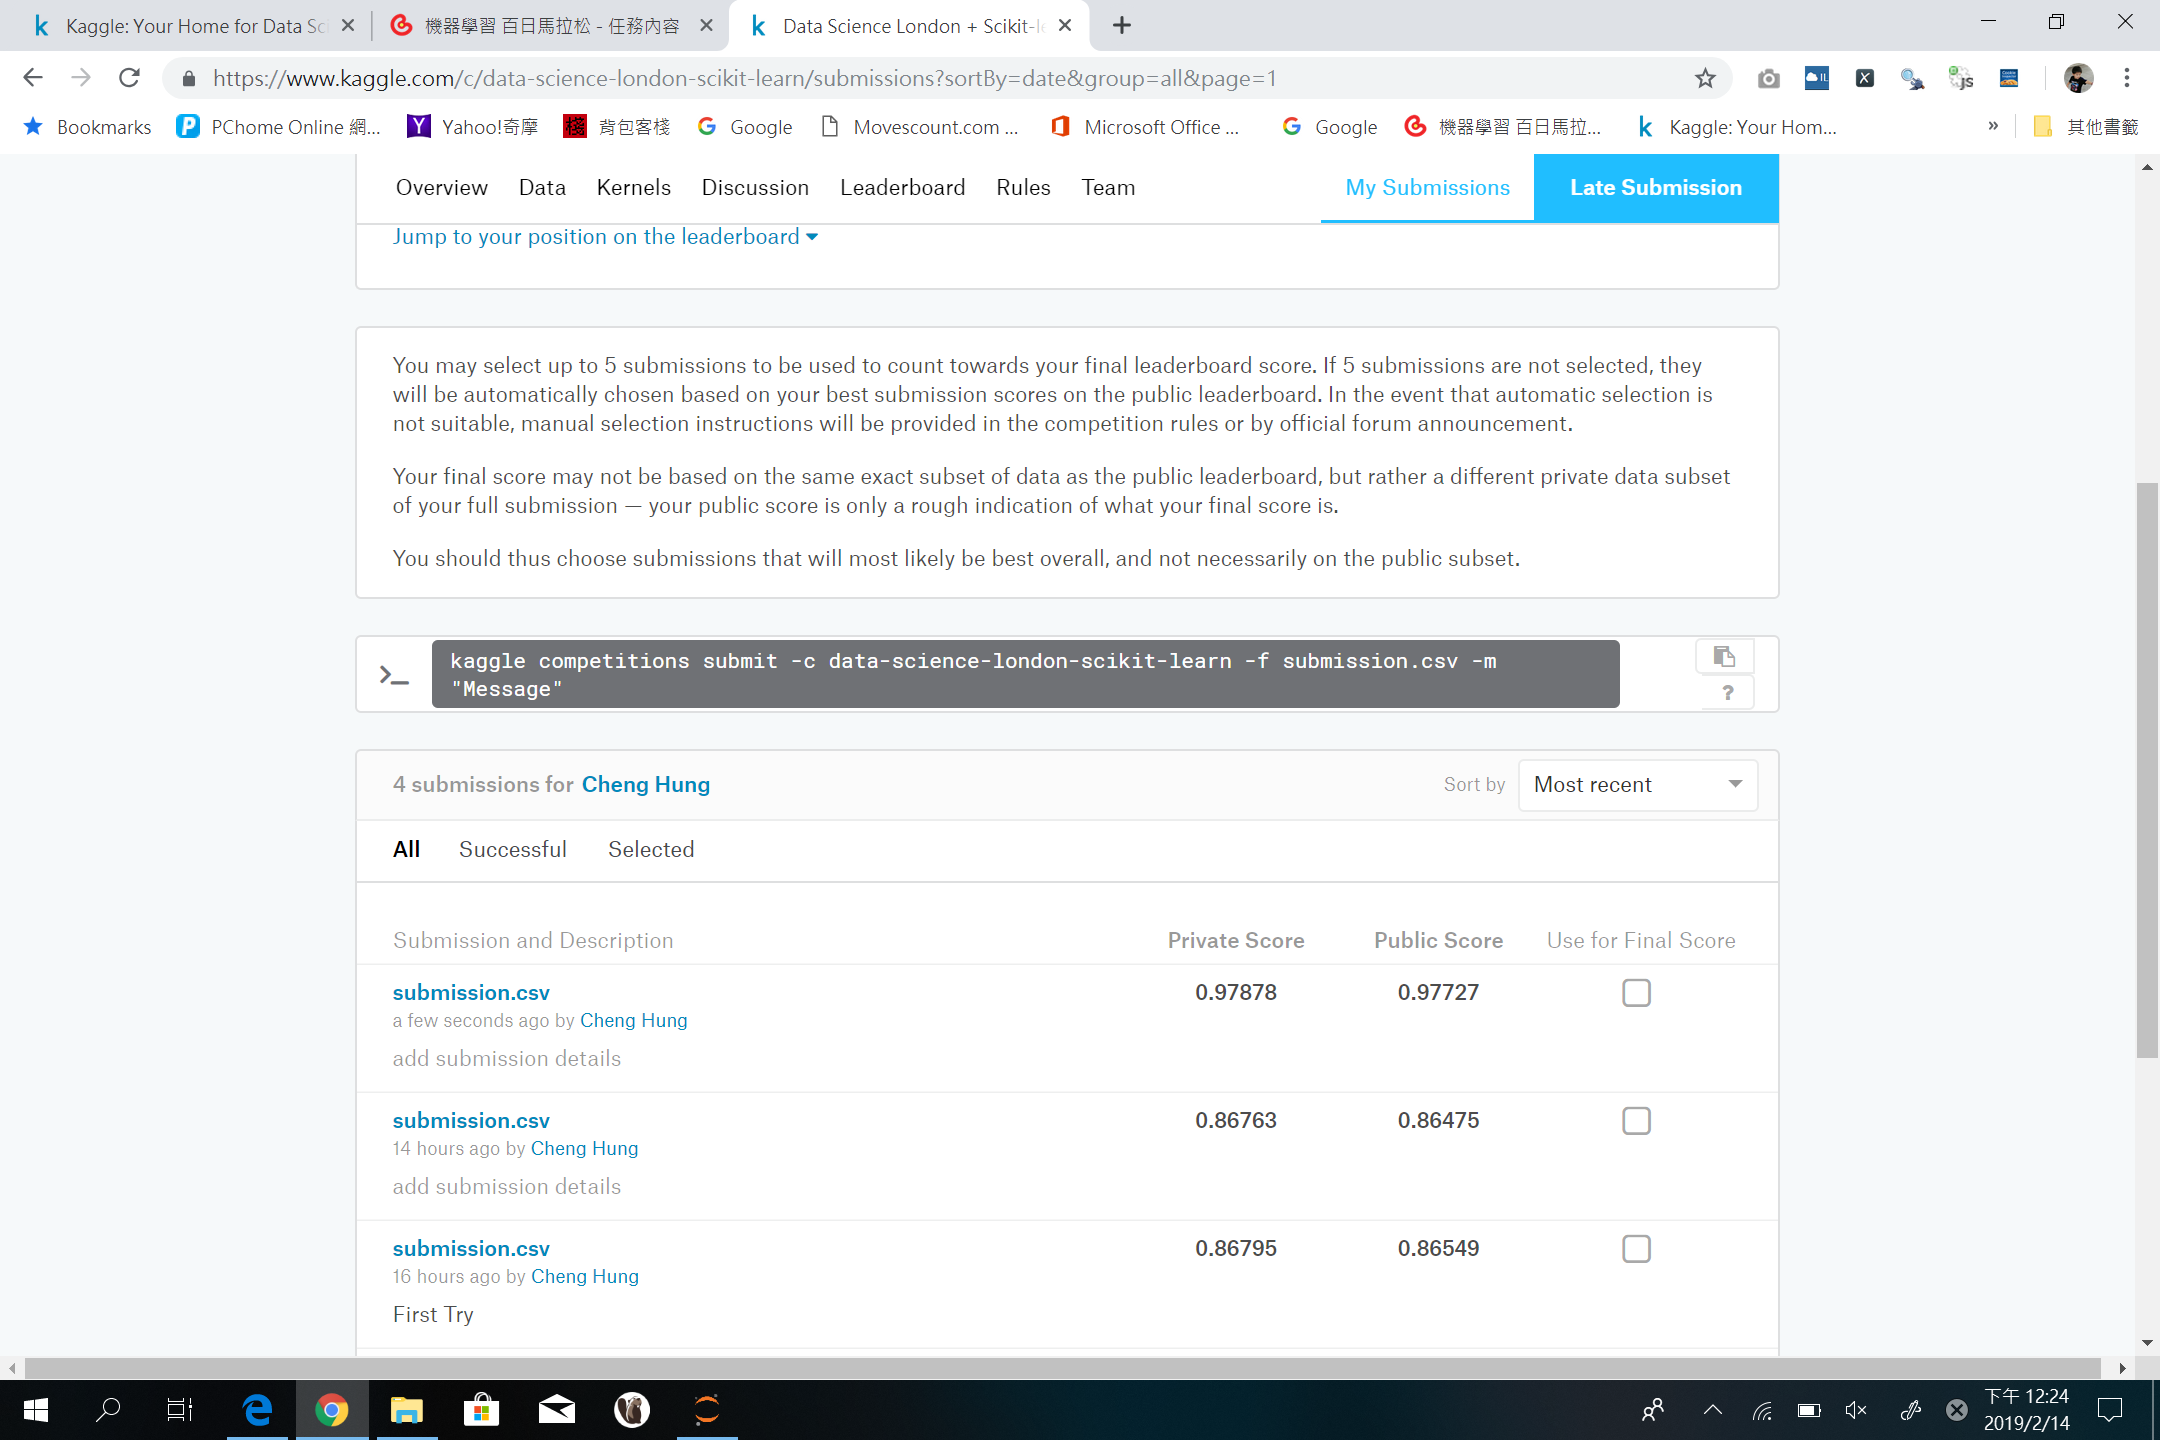 Kaggle: Your Home for Data Sc
機器學習 百日馬拉松 - 任務內容
Data Science London + Scikit-le
https://www.kaggle.com/c/data-science-london-scikit-learn/submissions?sortBy=date&group=all&page=1
Bookmarks
PChome Online 網...
Yahoo!奇摩
背包客棧
Google
Movescount.com ...
Microsoft Office ...
Google
機器學習 百日馬拉...
Kaggle: Your Hom...
»
其他書籤
Overview Data Kernels Discussion Leaderboard Rules Team My Submissions Late Submission
Jump to your position on the leaderboard
You may select up to 5 submissions to be used to count towards your final leaderboard score. If 5 submissions are not selected, they
will be automatically chosen based on your best submission scores on the public leaderboard. In the event that automatic selection is
not suitable, manual selection instructions will be provided in the competition rules or by official forum announcement.
Your final score may not be based on the same exact subset of data as the public leaderboard, but rather a different private data subset
of your full submission — your public score is only a rough indication of what your final score is.
You should thus choose submissions that will most likely be best overall, and not necessarily on the public subset.
kaggle competitions submit -c data-science-london-scikit-learn -f submission.csv -m
"Message"
?
4 submissions for Cheng Hung
Sort by Most recent
All Successful Selected
Submission and Description Private Score Public Score Use for Final Score
submission.csv 0.97878 0.97727
a few seconds ago by Cheng Hung
add submission details
submission.csv 0.86763 0.86475
14 hours ago by Cheng Hung
add submission details
submission.csv 0.86795 0.86549
16 hours ago by Cheng Hung
First Try
下午 12:24
2019/2/14